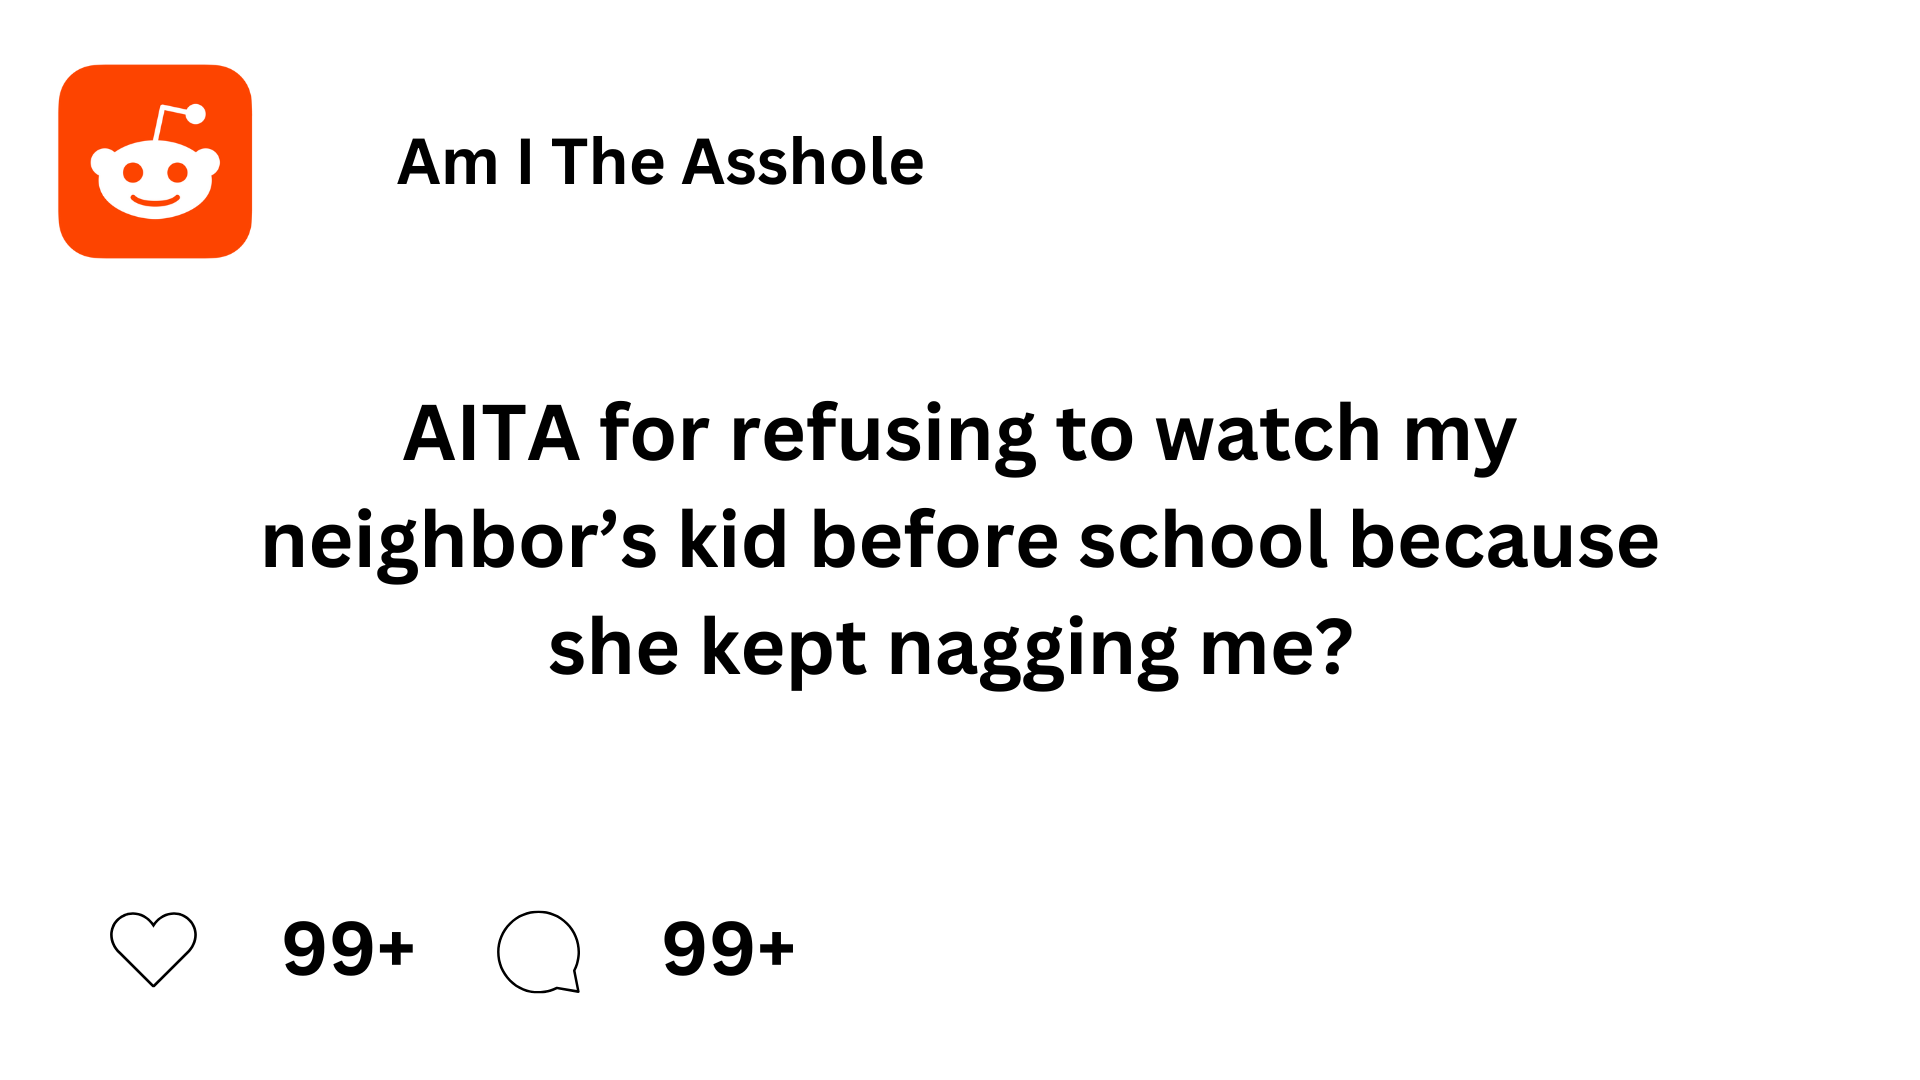 Am I The Asshole
AITA for refusing to watch my
neighbor’s kid before school because
she kept nagging me?
99+ 99+